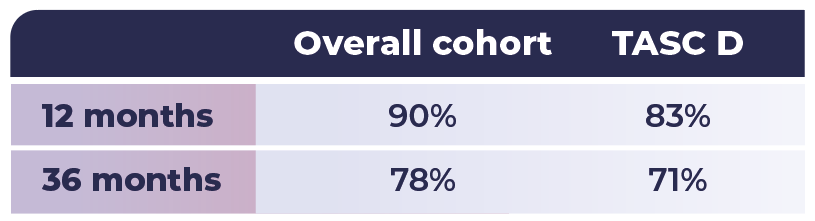 Overall cohort TASC D
12 months 90% 83%
36 months 78% 71%